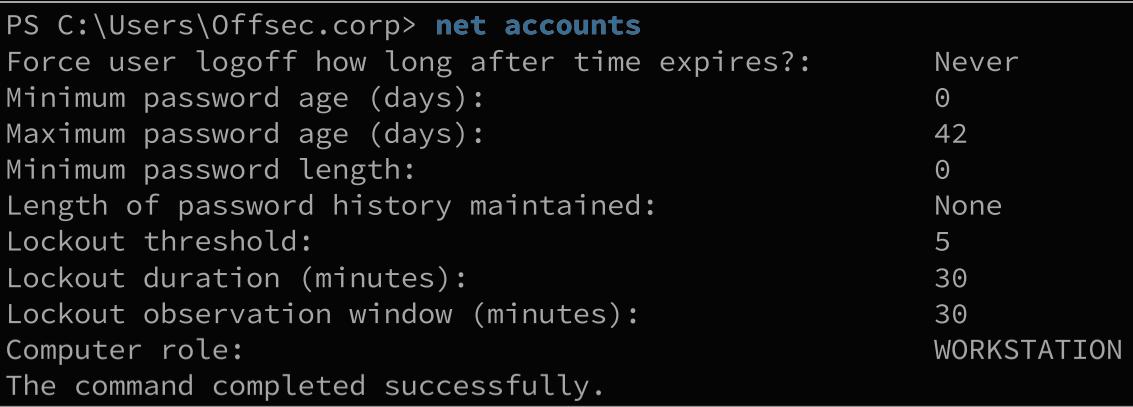 PS C:\Users\Offsec.corp> net accounts
Force user logoff how long after time expires?: Never
Minimum password age (days): 0
Maximum password age (days): 42
Minimum password length: 0
Length of password history maintained: None
Lockout threshold: 5
Lockout duration (minutes): 30
Lockout observation window (minutes): 30
Computer role: WORKSTATION
The command completed successfully.